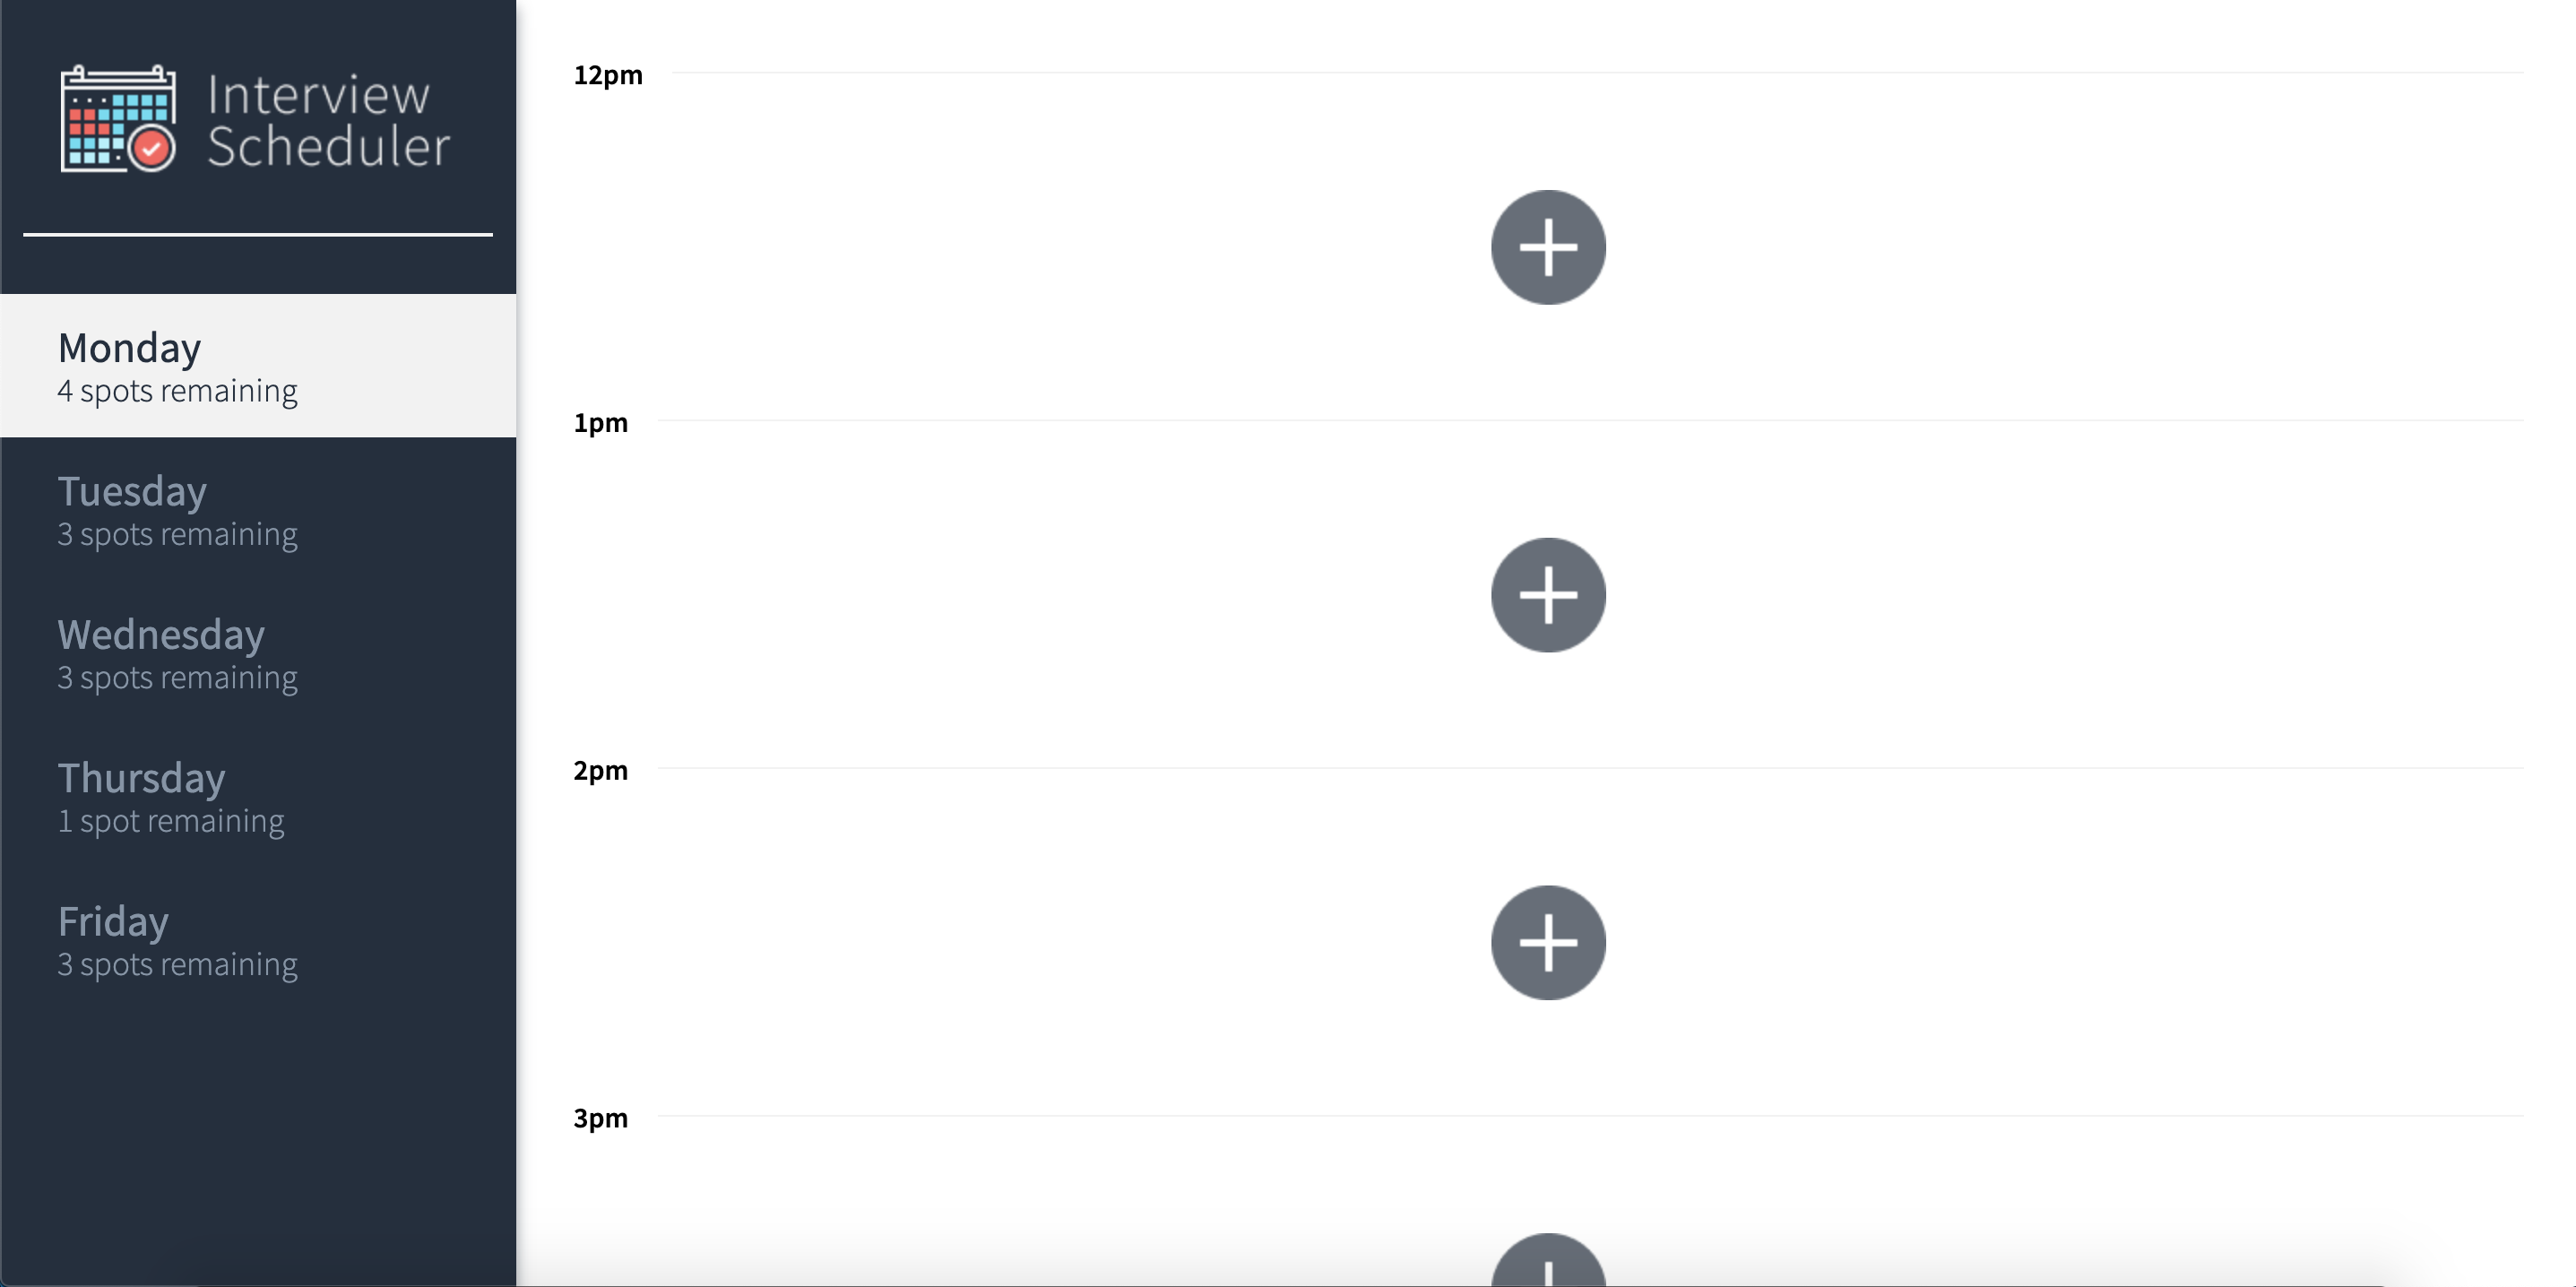 Interview
Scheduler
Monday
4 spots remaining
Tuesday
3 spots remaining
Wednesday
3 spots remaining
Thursday
1 spot remaining
Friday
3 spots remaining
12pm
1pm
2pm
3pm